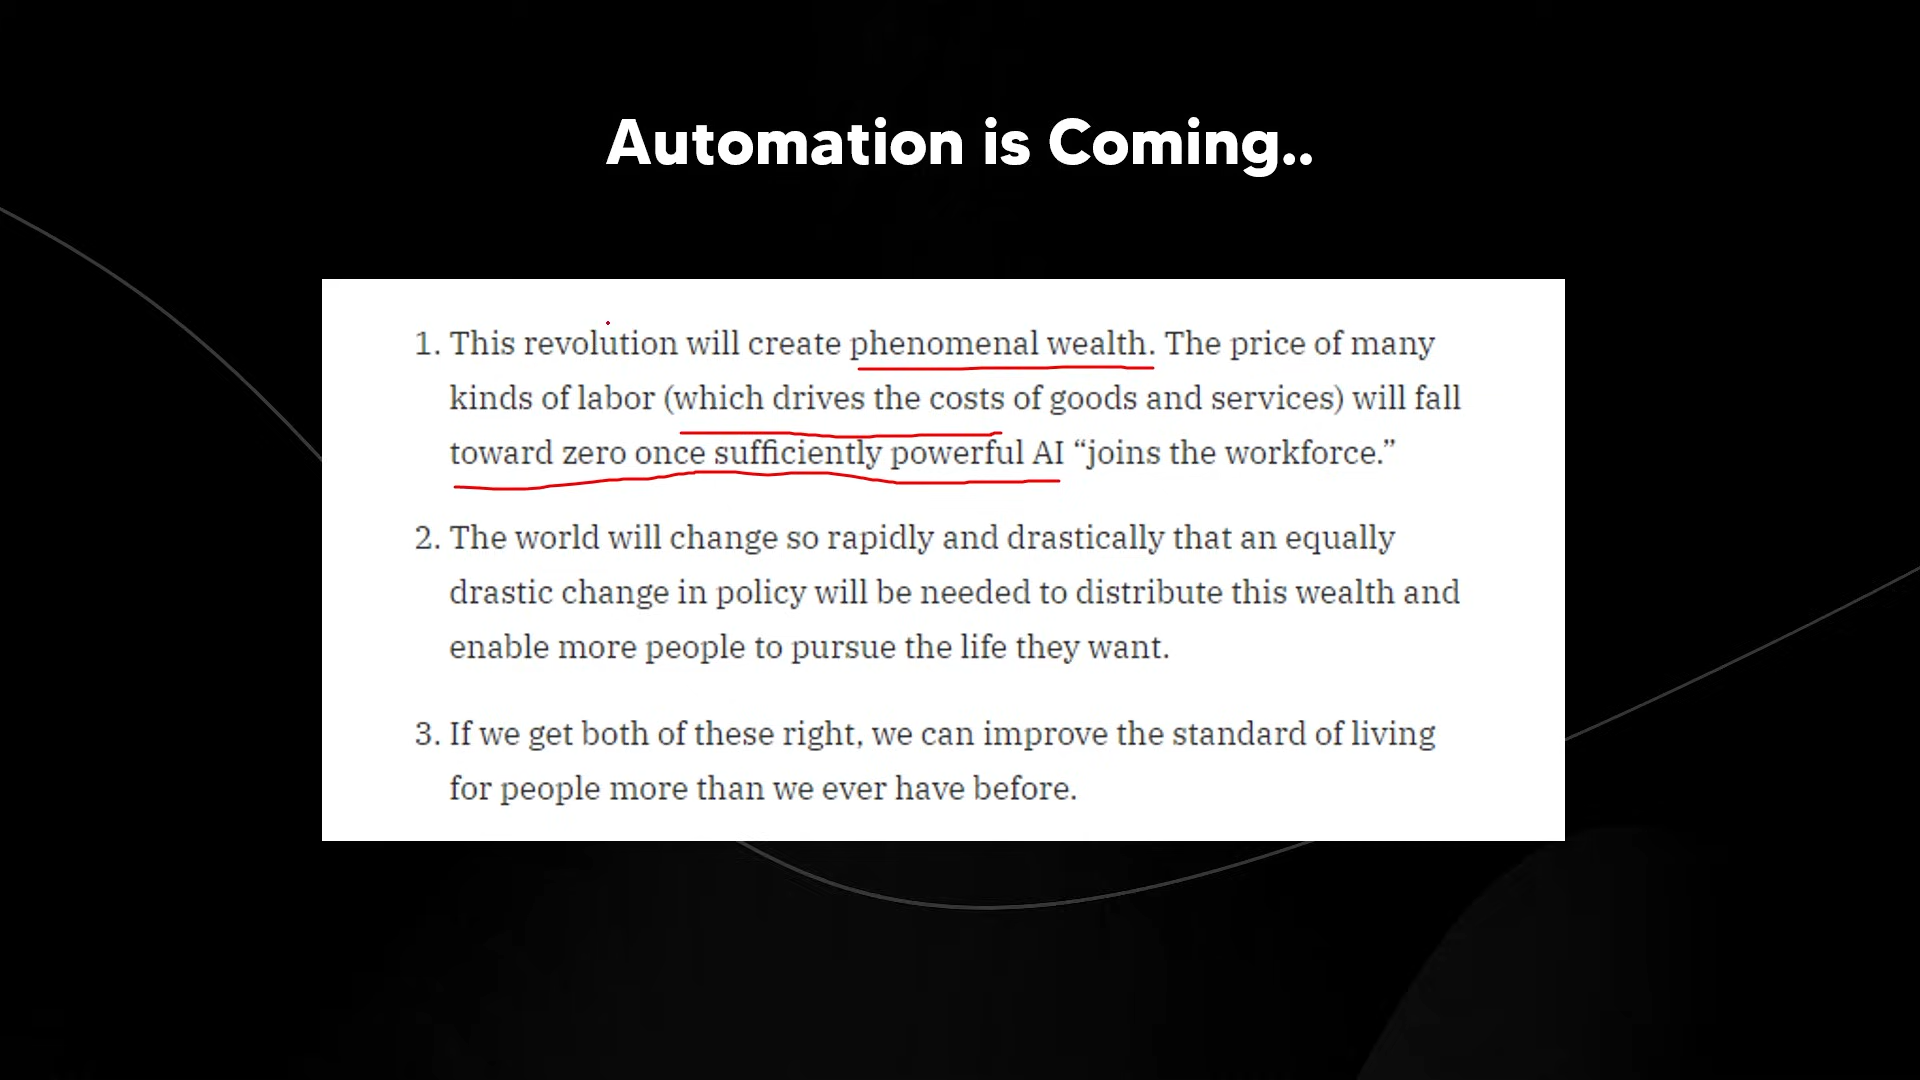 Automation is Coming..
1. This revolution will create phenomenal wealth. The price of many
kinds of labor (which drives the costs of goods and services) will fall
toward zero once sufficiently powerful AI “joins the workforce.”
2. The world will change so rapidly and drastically that an equally
drastic change in policy will be needed to distribute this wealth and
enable more people to pursue the life they want.
3. If we get both of these right, we can improve the standard of living
for people more than we ever have before.